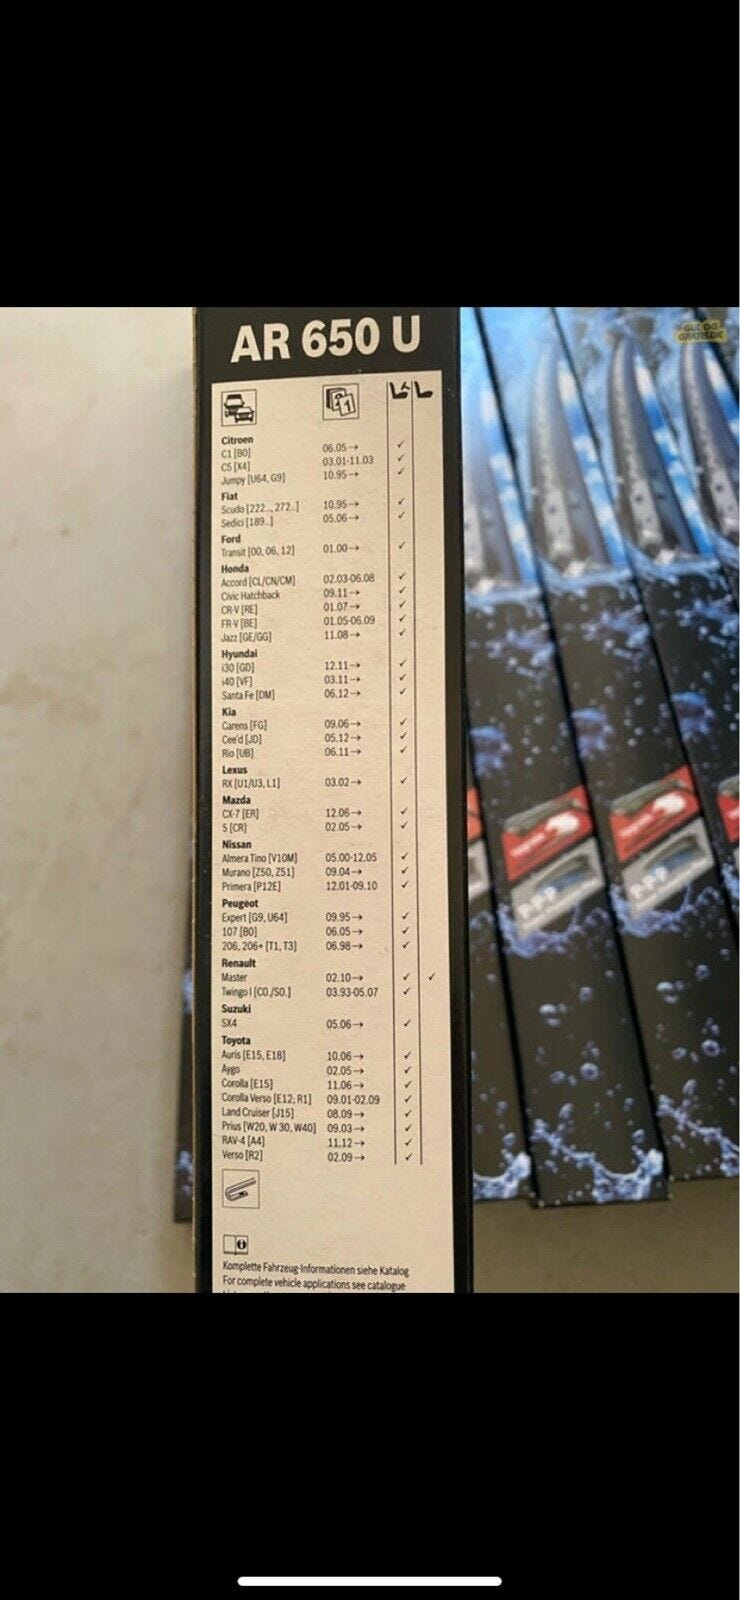 GUL OG
GRATIS.DK
AR 650 U
Citroen
C1 [B0] 06.05→ ✓
C5 [X4] 03.01-11.03 ✓
Jumpy [U64, G9] 10.95→ ✓
Fiat
Scudo [222.., 272..] 10.95→ ✓
Sedici [189..] 05.06→ ✓
Ford
Transit [00, 06, 12] 01.00→ ✓
Honda
Accord [CL/CN/CM] 02.03-06.08 ✓
Civic Hatchback 09.11→ ✓
CR-V [RE] 01.07→ ✓
FR-V [BE] 01.05-06.09 ✓
Jazz [GE/GG] 11.08→ ✓
Hyundai
i30 [GD] 12.11→ ✓
i40 [VF] 03.11→ ✓
Santa Fe [DM] 06.12→ ✓
Kia
Carens [FG] 09.06→ ✓
Cee'd [JD] 05.12→ ✓
Rio [UB] 06.11→ ✓
Lexus
RX [U1/U3, L1] 03.02→ ✓
Mazda
CX-7 [ER] 12.06→ ✓
5 [CR] 02.05→ ✓
Nissan
Almera Tino [V10M] 05.00-12.05 ✓
Murano [Z50, Z51] 09.04→ ✓
Primera [P12E] 12.01-09.10 ✓
Peugeot
Expert [G9, U64] 09.95→ ✓
107 [B0] 06.05→ ✓
206, 206+ [T1, T3] 06.98→ ✓
Renault
Master 02.10→ ✓ ✓
Twingo I [C0./S0.] 03.93-05.07 ✓
Suzuki
SX4 05.06→ ✓
Toyota
Auris [E15, E18] 10.06→ ✓
Aygo 02.05→ ✓
Corolla [E15] 11.06→ ✓
Corolla Verso [E12; R1] 09.01-02.09 ✓
Land Cruiser [J15] 08.09→ ✓
Prius [W20, W 30, W40] 09.03→ ✓
RAV-4 [A4] 11.12→ ✓
Verso [R2] 02.09→ ✓
Komplette Fahrzeug-Informationen siehe Katalog
For complete vehicle applications see catalogue